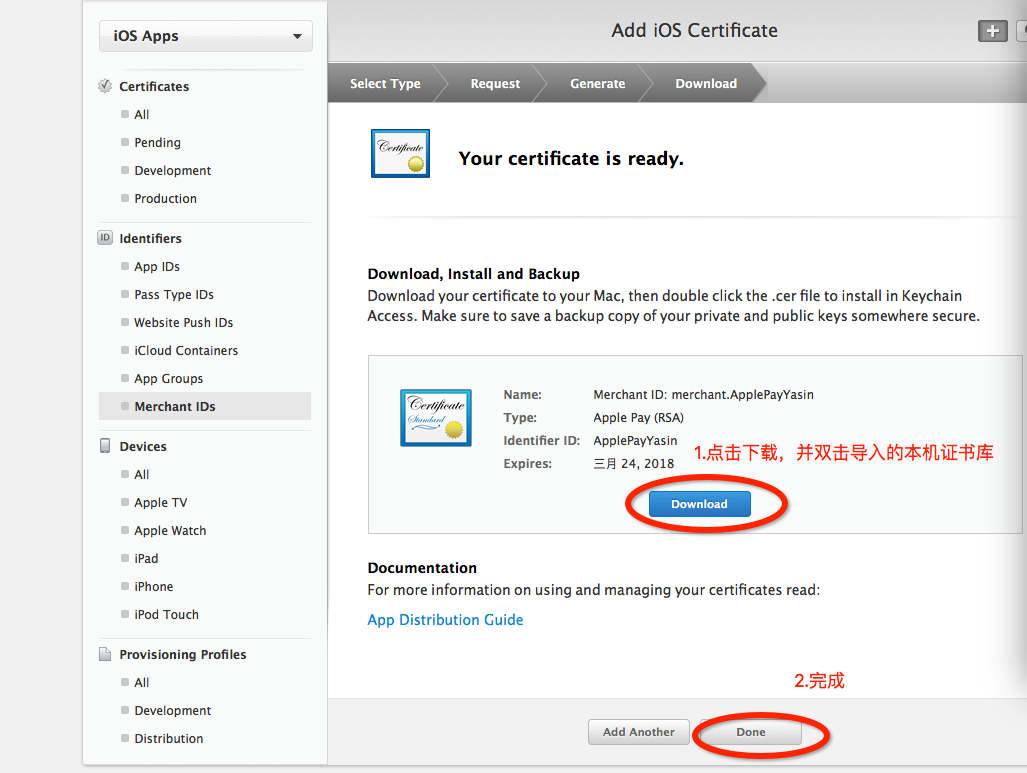 iOS Apps
Add iOS Certificate
Select Type
Request
Generate
Download
Certificates
All
Pending
Development
Production
ID
Identifiers
App IDs
Pass Type IDs
Website Push IDs
iCloud Containers
App Groups
Merchant IDs
Devices
All
Apple TV
Apple Watch
iPad
iPhone
iPod Touch
Provisioning Profiles
All
Development
Distribution
Certificate
Your certificate is ready.
Download, Install and Backup
Download your certificate to your Mac, then double click the .cer file to install in Keychain
Access. Make sure to save a backup copy of your private and public keys somewhere secure.
Certificate
Standard
Name: Merchant ID: merchant.ApplePayYasin
Type: Apple Pay (RSA)
Identifier ID: ApplePayYasin
Expires: 三月 24, 2018
1.点击下载，并双击导入的本机证书库
Download
Documentation
For more information on using and managing your certificates read:
App Distribution Guide
2.完成
Add Another
Done